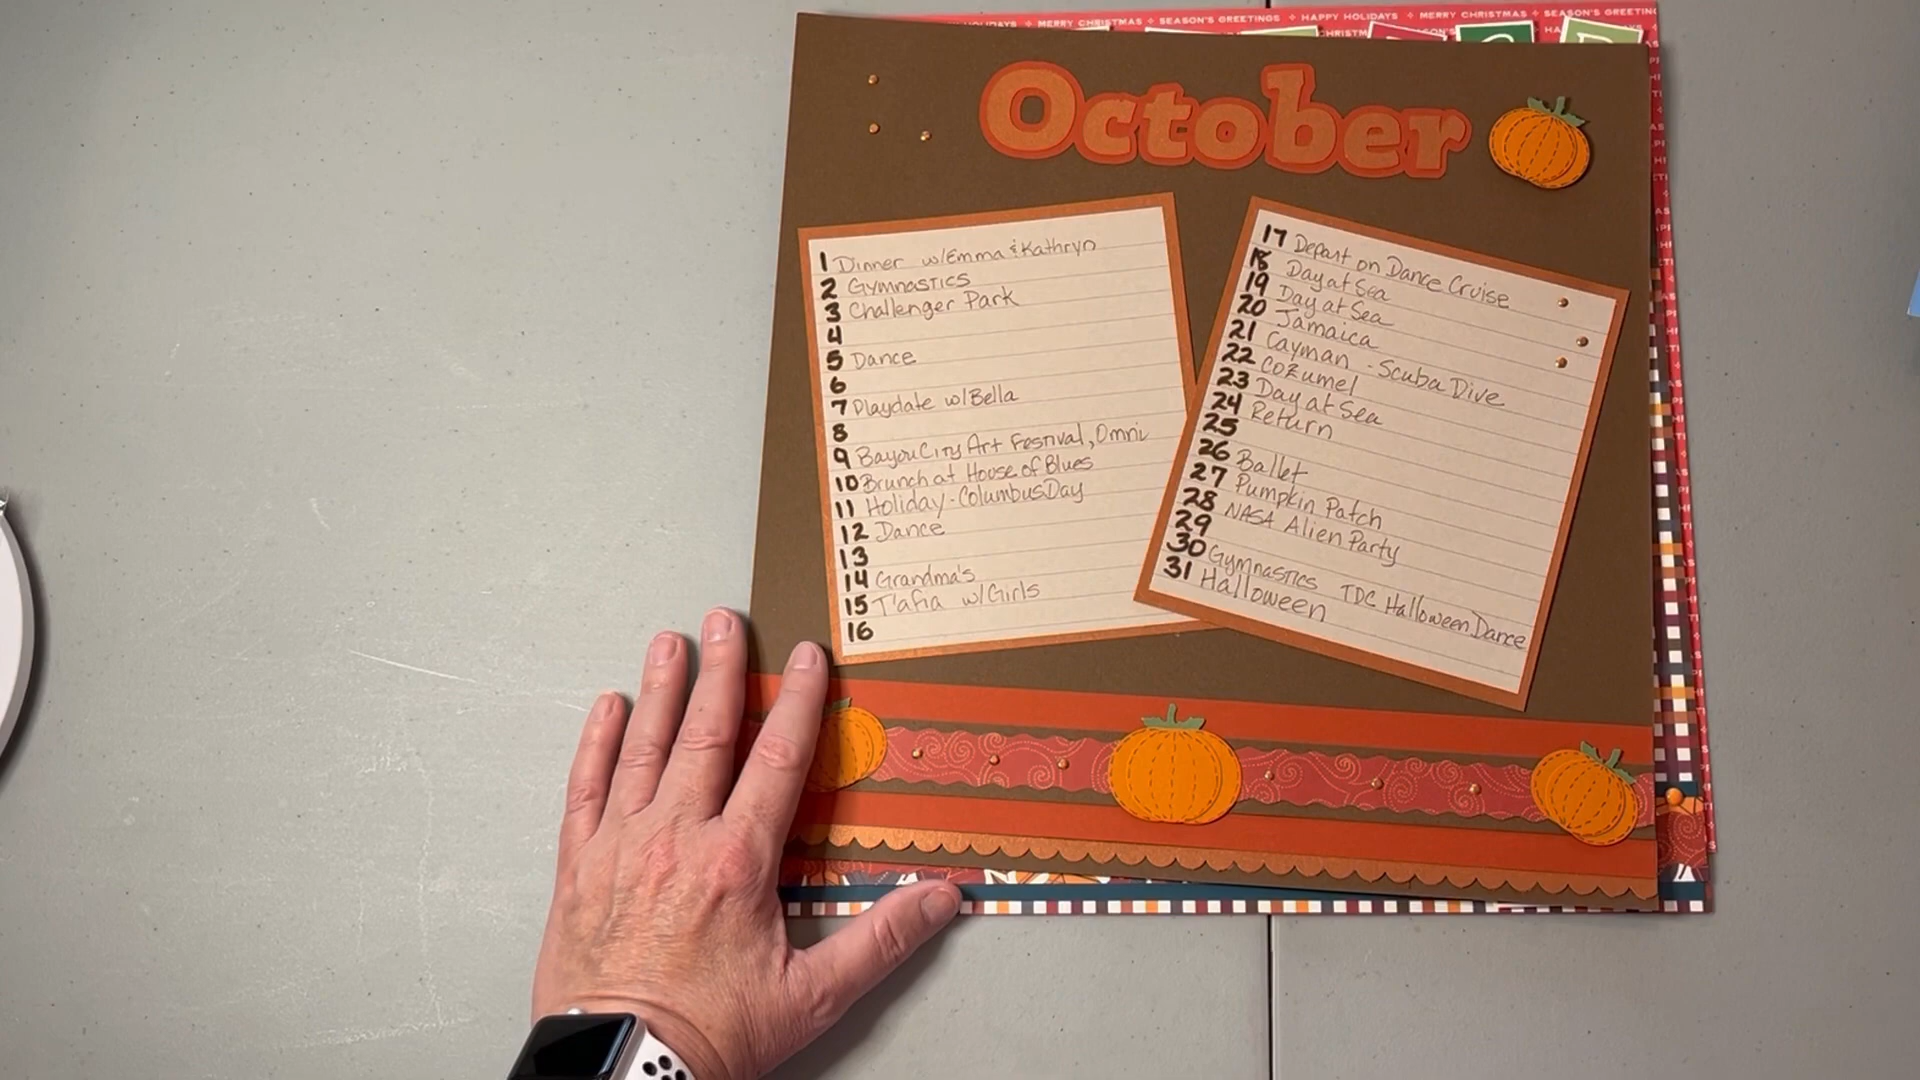 HOLIDAYS ÷ MERRY CHRISTMAS ÷ SEASON'S GREETINGS ÷ HAPPY HOLIDAYS ÷ MERRY CHRISTMAS ÷ SEASON'S GREETIN
October
1 Dinner w/Emma & Kathryn
2 Gymnastics
3 Challenger Park
4
5 Dance
6
7 Playdate w/Bella
8
9 Bayou City Art Festival, Omni
10 Brunch at House of Blues
11 Holiday-Columbus Day
12 Dance
13
14 Grandma's
15 T'afia w/Girls
16
17 Depart on Dance Cruise
18 Day at Sea
19 Day at Sea
20 Jamaica
21 Cayman - Scuba Dive
22 Cozumel
23 Day at Sea
24 Return
25
26 Ballet
27 Pumpkin Patch
28 NASA Alien Party
29
30 Gymnastics TDC Halloween Dance
31 Halloween